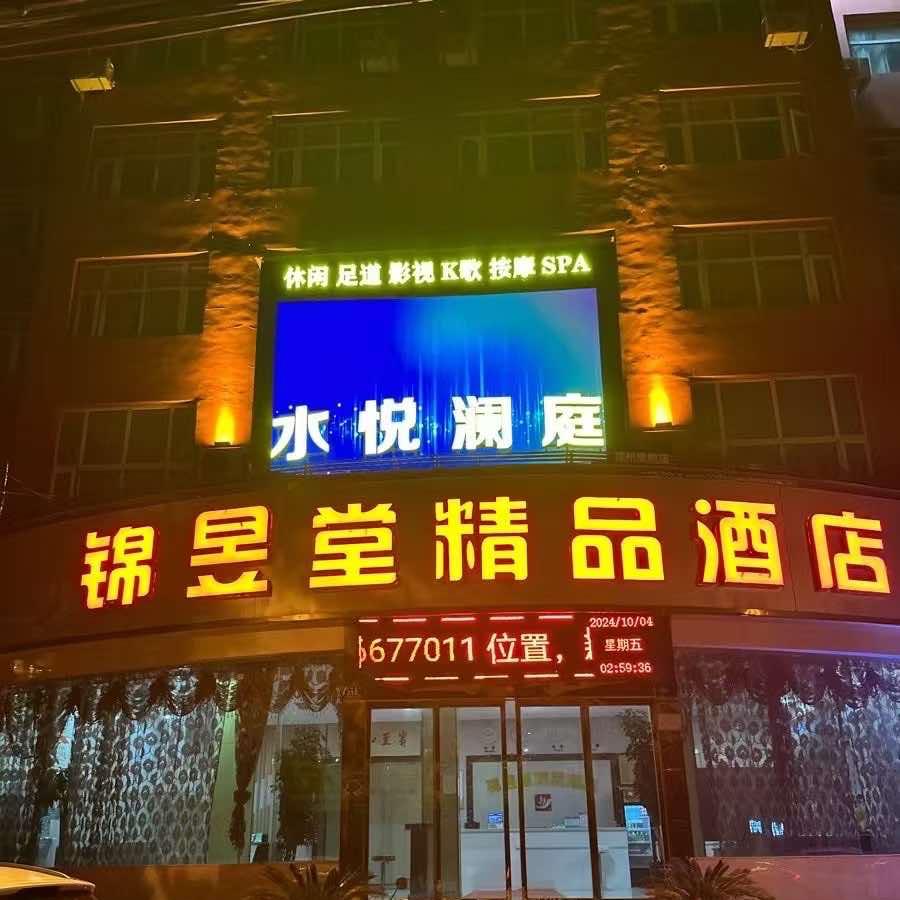 休闲 足道 影视 K歌 按摩 SPA
水悦澜庭
锦昱堂精品酒店
677011 位置，
2024/10/04
星期五
02:59:36